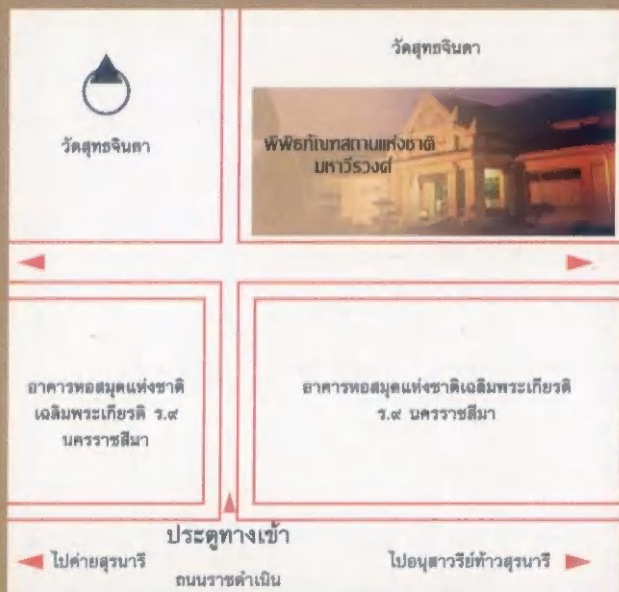 วัดสุทธจินดา
วัดสุทธจินดา
พิพิธภัณฑสถานแห่งชาติ
มหาวีรวงศ์
อาคารหอสมุดแห่งชาติ
เฉลิมพระเกียรติ ร.๙
นครราชสีมา
อาคารหอสมุดแห่งชาติเฉลิมพระเกียรติ
ร.๙ นครราชสีมา
ประตูทางเข้า
ไปค่ายสุรนารี
ไปอนุสาวรีย์ท้าวสุรนารี
ถนนราชดำเนิน